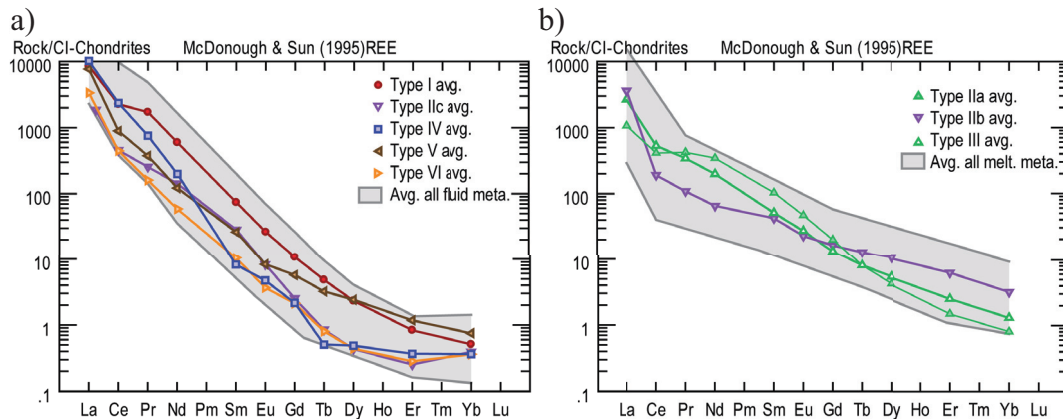 a)
Rock/CI-Chondrites McDonough & Sun (1995)REE
10000
1000
100
10
1
.1
Type I avg.
Type IIc avg.
Type IV avg.
Type V avg.
Type VI avg.
Avg. all fluid meta.
La Ce Pr Nd Pm Sm Eu Gd Tb Dy Ho Er Tm Yb Lu
b)
Rock/CI-Chondrites McDonough & Sun (1995)REE
10000
1000
100
10
1
.1
Type IIa avg.
Type IIb avg.
Type III avg.
Avg. all melt. meta.
La Ce Pr Nd Pm Sm Eu Gd Tb Dy Ho Er Tm Yb Lu